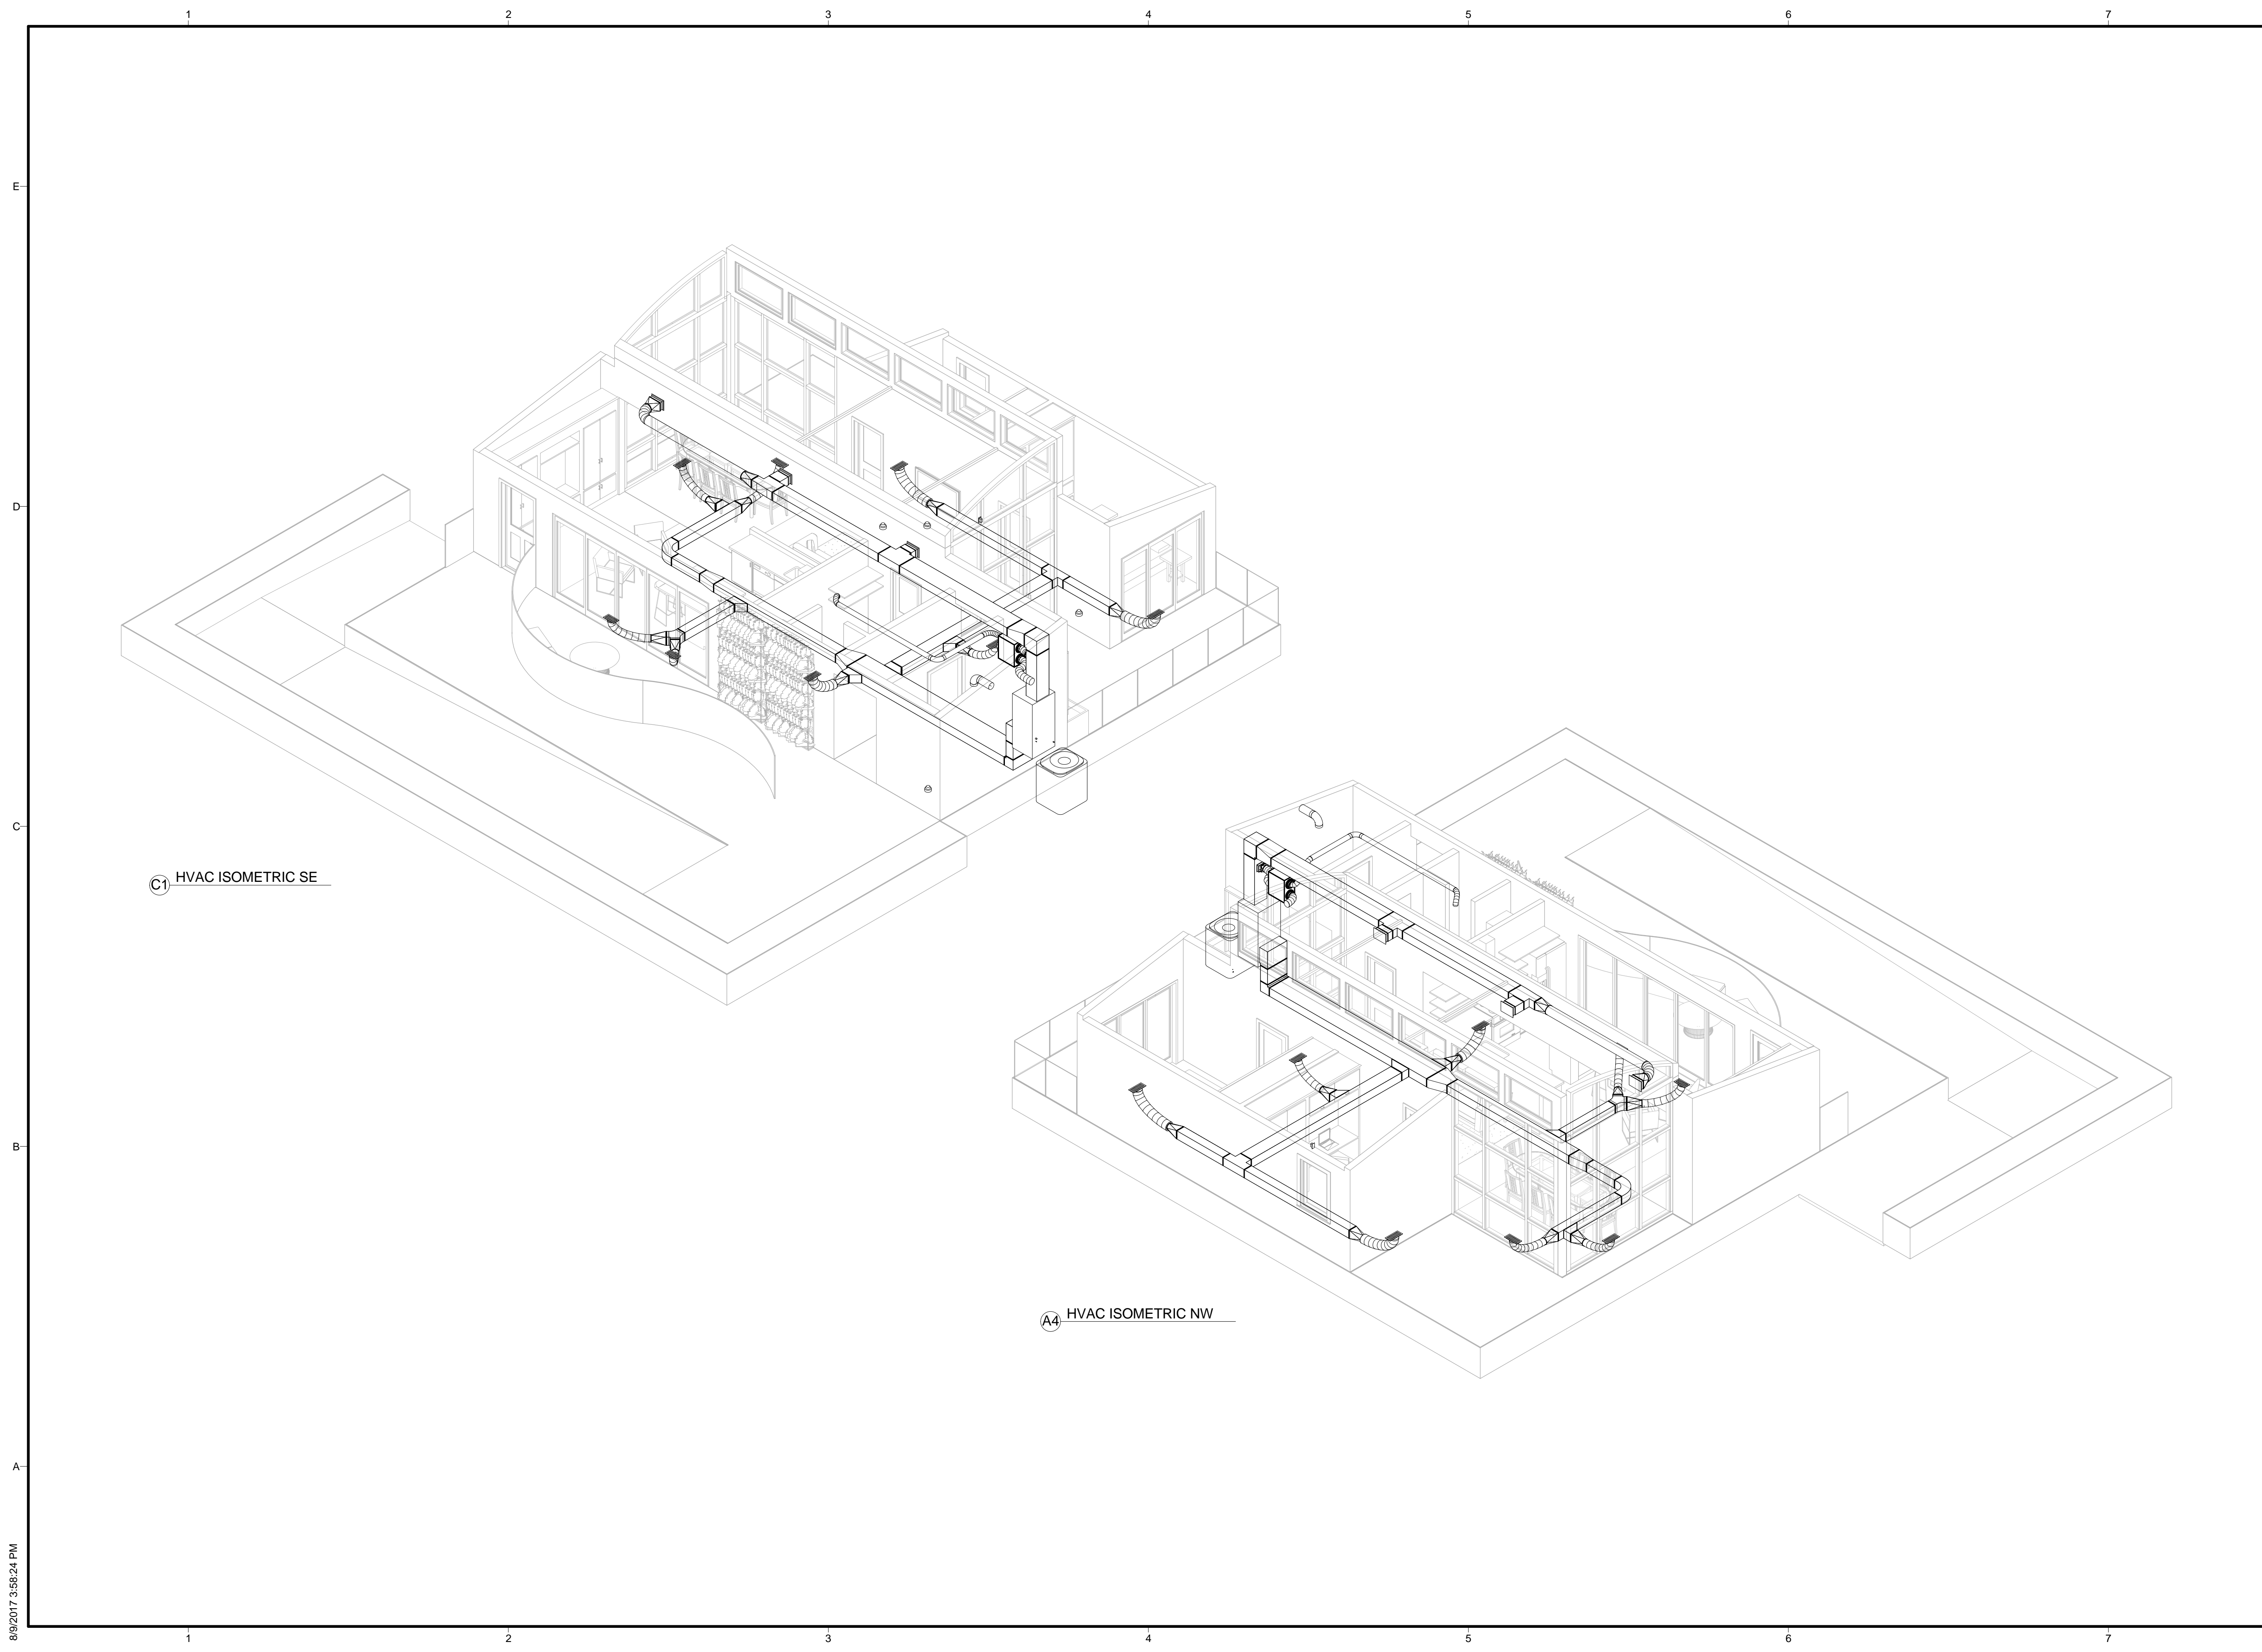 1 2 3 4 5 6 7
E
D
C
B
A
C1 HVAC ISOMETRIC SE
A4 HVAC ISOMETRIC NW
8/9/2017 3:58:24 PM
1 2 3 4 5 6 7